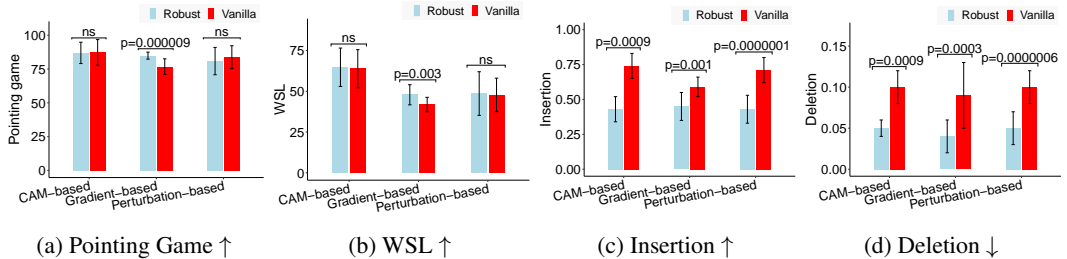 Robust Vanilla
Pointing game
100
75
50
25
0
ns
p=0.000009
ns
CAM−based
Gradient−based
Perturbation−based
(a) Pointing Game ↑
Robust Vanilla
WSL
75
50
25
0
ns
p=0.003
ns
CAM−based
Gradient−based
Perturbation−based
(b) WSL ↑
Robust Vanilla
Insertion
1.00
0.75
0.50
0.25
0.00
p=0.0009
p=0.001
p=0.0000001
CAM−based
Gradient−based
Perturbation−based
(c) Insertion ↑
Robust Vanilla
Deletion
0.15
0.10
0.05
0.00
p=0.0009
p=0.0003
p=0.0000006
CAM−based
Gradient−based
Perturbation−based
(d) Deletion ↓